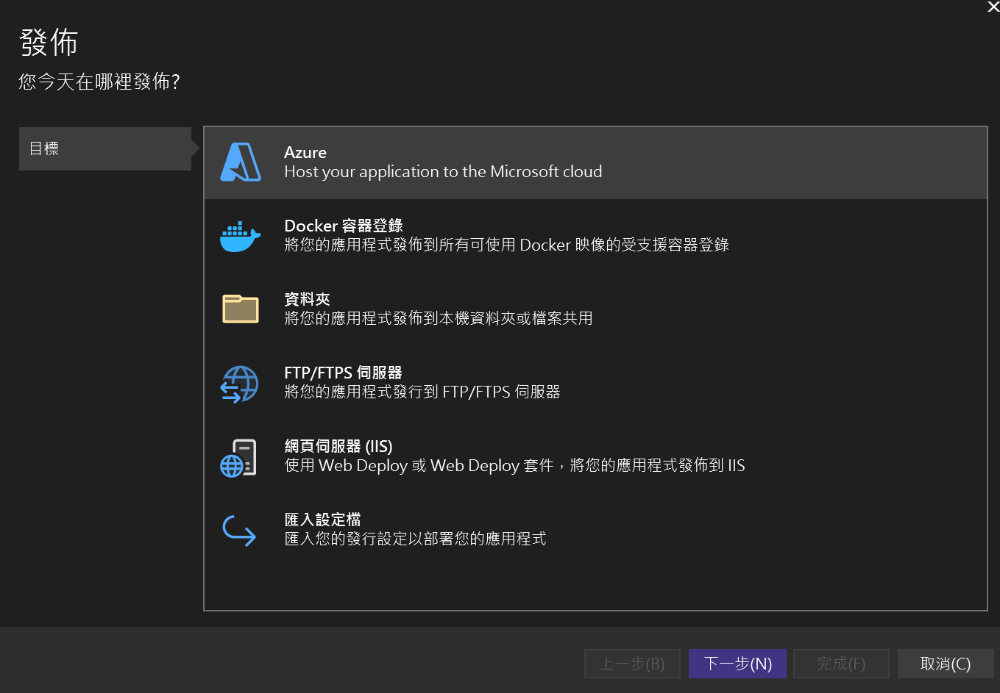 發佈
您今天在哪裡發佈?
目標
Azure
Host your application to the Microsoft cloud
Docker 容器登錄
將您的應用程式發佈到所有可使用 Docker 映像的受支援容器登錄
資料夾
將您的應用程式發佈到本機資料夾或檔案共用
FTP/FTPS 伺服器
將您的應用程式發行到 FTP/FTPS 伺服器
網頁伺服器 (IIS)
使用 Web Deploy 或 Web Deploy 套件，將您的應用程式發佈到 IIS
匯入設定檔
匯入您的發行設定以部署您的應用程式
上一步(B)
下一步(N)
完成(F)
取消(C)